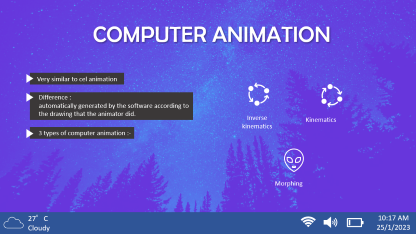 COMPUTER ANIMATION
Very similar to cel animation
Difference :
automatically generated by the software according to
the drawing that the animator did.
3 types of computer animation :-
Inverse
kinematics
Kinematics
Morphing
27° C
Cloudy
10:17 AM
25/1/2023